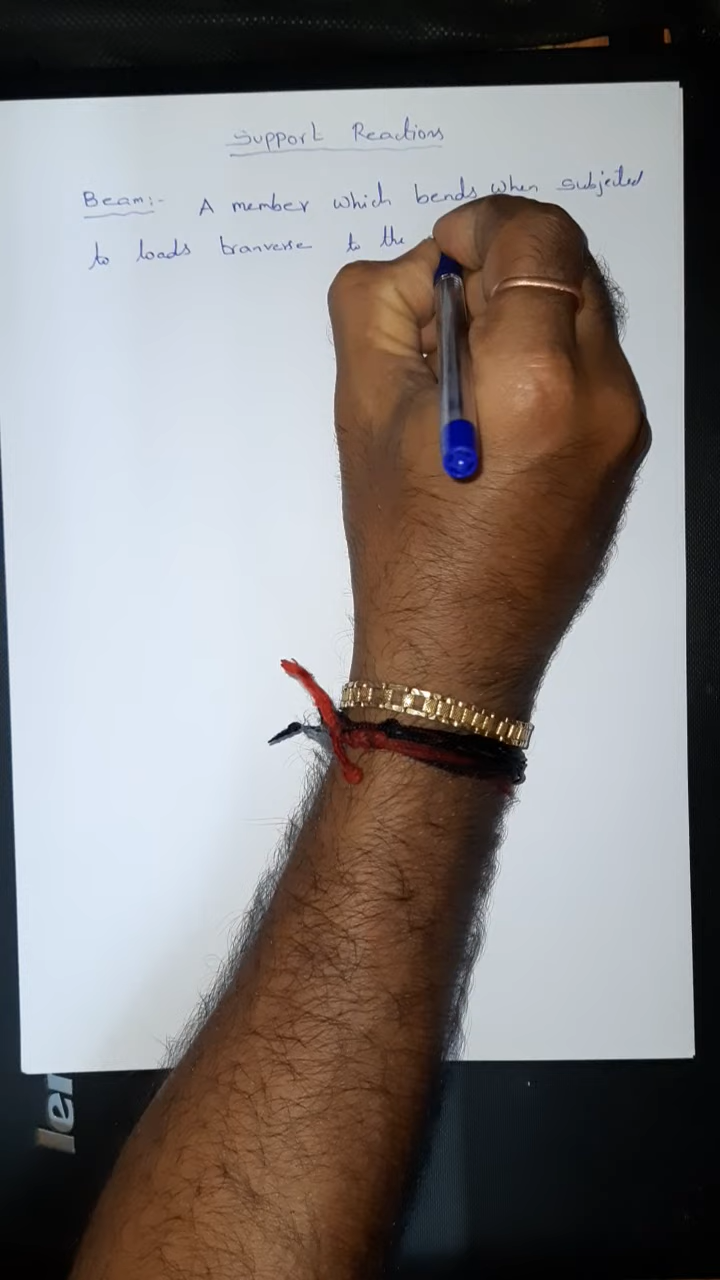 Support Reactions
Beam:- A member which bends when subjected
to loads tranverse to the